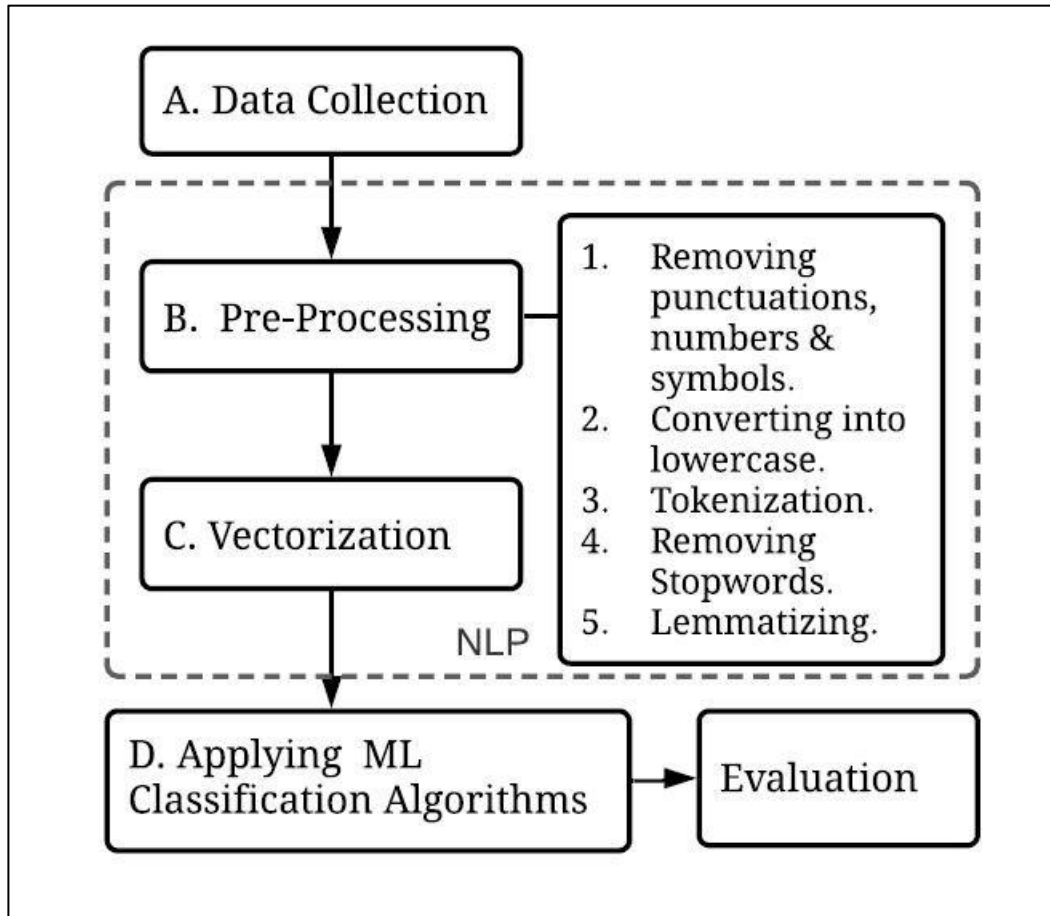 A. Data Collection
B. Pre-Processing
1. Removing
punctuations,
numbers &
symbols.
2. Converting into
lowercase.
3. Tokenization.
4. Removing
Stopwords.
5. Lemmatizing.
C. Vectorization
NLP
D. Applying ML
Classification Algorithms
Evaluation